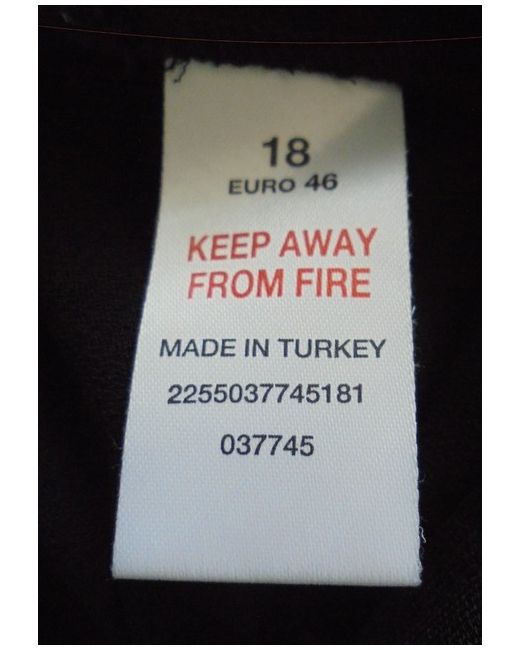 18
EURO 46
KEEP AWAY
FROM FIRE
MADE IN TURKEY
2255037745181
037745